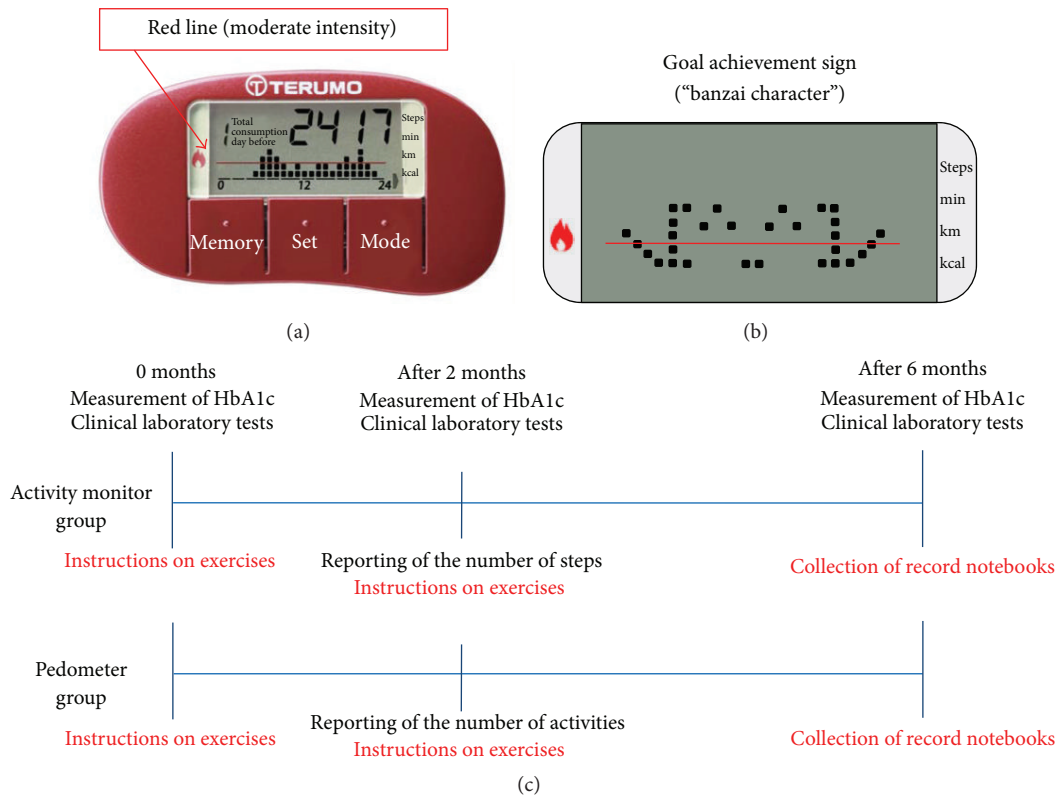 Red line (moderate intensity)
TERUMO
1 Total consumption day before 2417
Steps
min
km
kcal
0 12 24
Memory Set Mode
(a)
Goal achievement sign
("banzai character")
Steps
min
km
kcal
(b)
0 months
Measurement of HbA1c
Clinical laboratory tests
After 2 months
Measurement of HbA1c
Clinical laboratory tests
After 6 months
Measurement of HbA1c
Clinical laboratory tests
Activity monitor
group
Instructions on exercises
Reporting of the number of steps
Instructions on exercises
Collection of record notebooks
Pedometer
group
Instructions on exercises
Reporting of the number of activities
Instructions on exercises
Collection of record notebooks
(c)